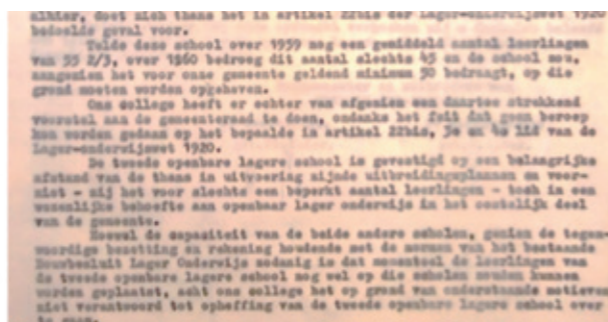 alhier, doet zich thans het in artikel 22bis der Lager-onderwijswet 1920
bedoelde geval voor.
Telde deze school over 1959 nog een gemiddeld aantal leerlingen
van 55 2/3, over 1960 bedroeg dit aantal slechts 45 en de school zou,
aangezien het voor onze gemeente geldend minimum 50 bedraagt, op die
grond moeten worden opgeheven.
Ons college heeft er echter van afgezien een daartoe strekkend
voorstel aan de gemeenteraad te doen, ondanks het feit dat geen beroep
kan worden gedaan op het bepaalde in artikel 22bis, 3e en 4e lid van de
Lager-onderwijswet 1920.
De tweede openbare lagere school is gevestigd op een belangrijke
afstand van de thans in uitvoering zijnde uitbreidingsplannen en voor-
ziet - zij het voor slechts een beperkt aantal leerlingen - toch in een
wezenlijke behoefte aan openbaar lager onderwijs in het oostelijk deel
van de gemeente.
Hoewel de capaciteit van de beide andere scholen, gezien de tegen-
woordige bezetting en rekening houdende met de normen van het bestaande
Bouwbesluit Lager Onderwijs zodanig is dat momenteel de leerlingen van
de tweede openbare lagere school nog wel op die scholen zouden kunnen
worden geplaatst, acht ons college het op grond van onderstaande motieven
niet verantwoord tot opheffing van de tweede openbare lagere school over
te gaan.